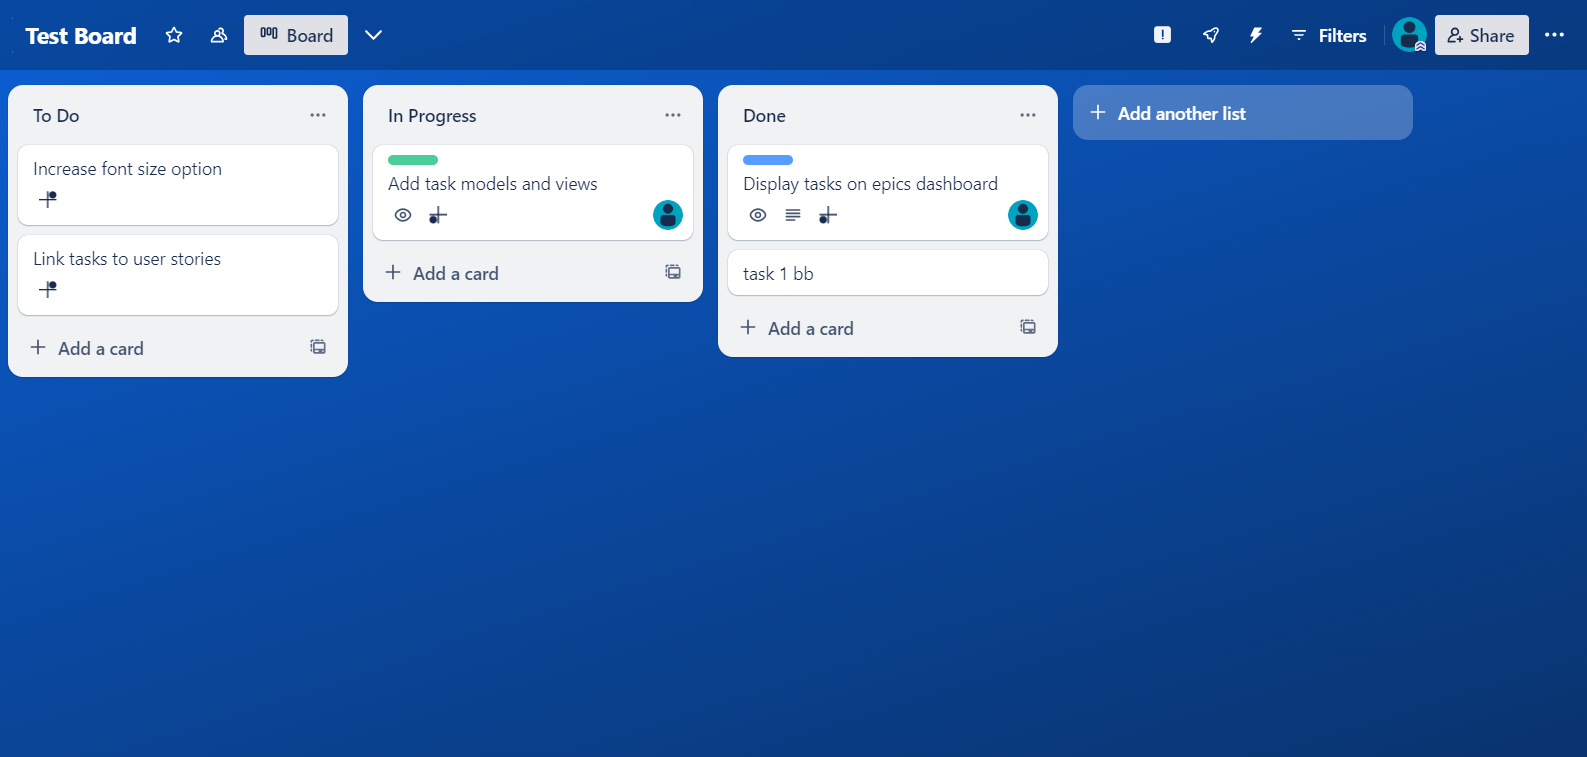 Test Board
Board
Filters
Share
To Do
Increase font size option
Link tasks to user stories
Add a card
In Progress
Add task models and views
Add a card
Done
Display tasks on epics dashboard
task 1 bb
Add a card
Add another list